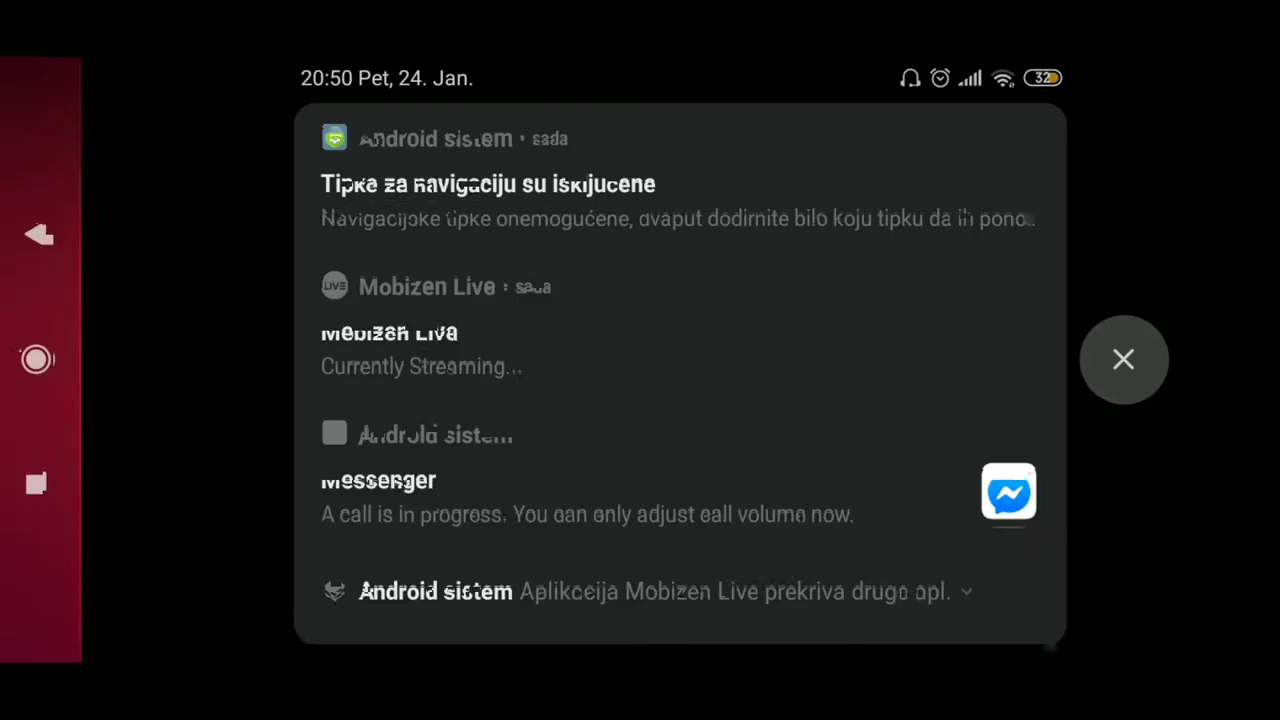 20:50 Pet, 24. Jan.
32
Android sistem • sada
Tipke za navigaciju su isključene
Navigacijske tipke onemogućene, dvaput dodirnite bilo koju tipku da ih pono...
LIVE Mobizen Live • sada
Mobizen Live
Currently Streaming...
Android sistem
Messenger
A call is in progress. You can only adjust call volume now.
Android sistem Aplikacija Mobizen Live prekriva druge apl.